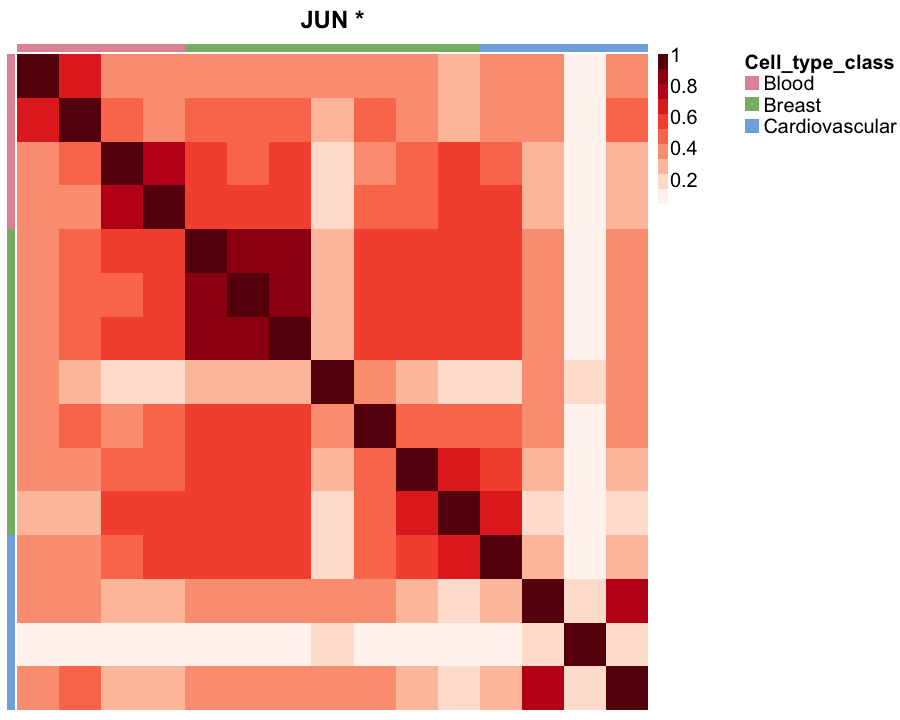 JUN *
1
0.8
0.6
0.4
0.2
Cell_type_class
Blood
Breast
Cardiovascular